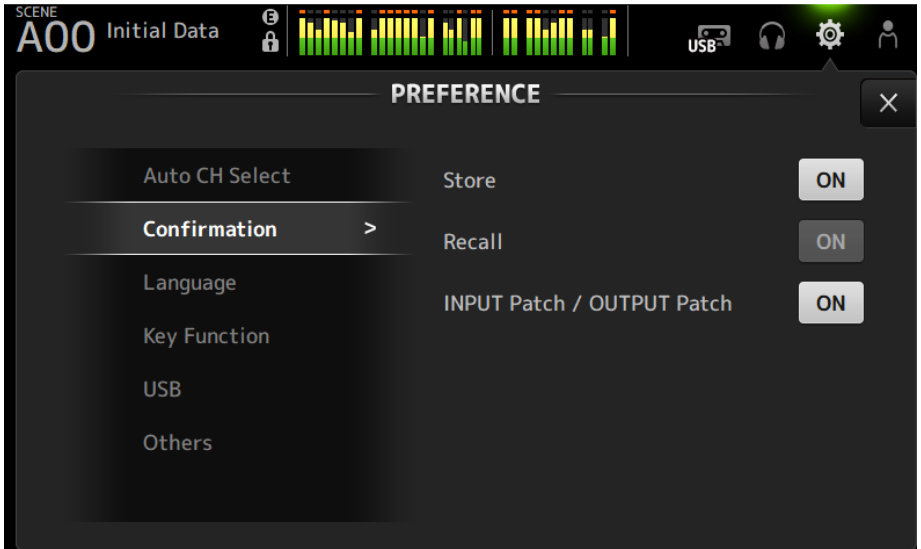 SCENE
A00 Initial Data
E
USB
PREFERENCE
Auto CH Select
Confirmation >
Language
Key Function
USB
Others
Store ON
Recall ON
INPUT Patch / OUTPUT Patch ON